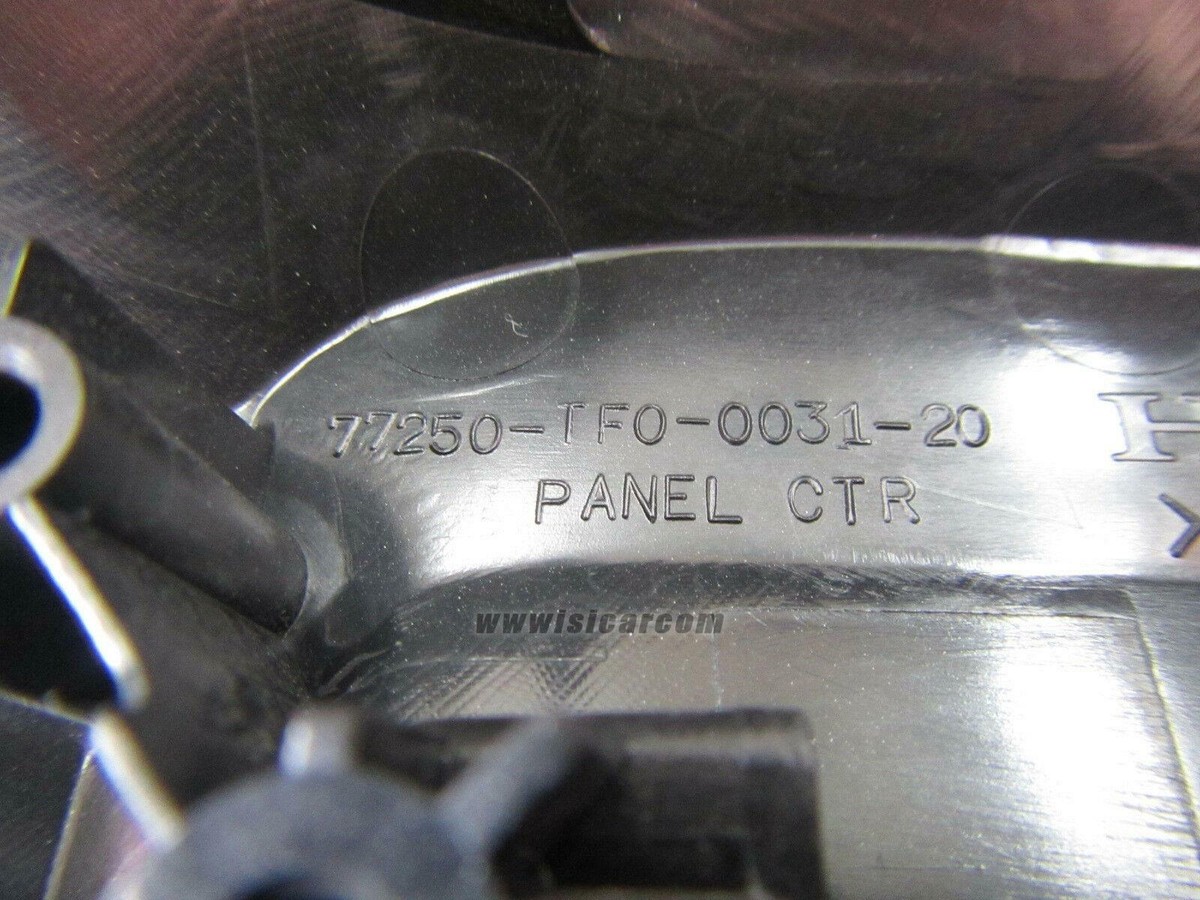 77250-TF0-0031-20
PANEL CTR
H
>
wwwisicarcom